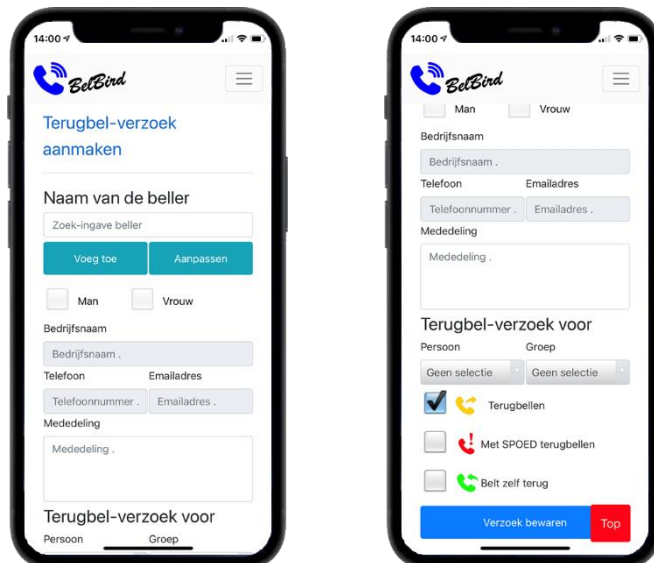 14:00
BelBird
Terugbel-verzoek
aanmaken
Naam van de beller
Zoek-ingave beller
Voeg toe Aanpassen
Man Vrouw
Bedrijfsnaam
Bedrijfsnaam .
Telefoon Emailadres
Telefoonnummer . Emailadres .
Mededeling
Mededeling .
Terugbel-verzoek voor
Persoon Groep
14:00
BelBird
Man Vrouw
Bedrijfsnaam
Bedrijfsnaam .
Telefoon Emailadres
Telefoonnummer . Emailadres .
Mededeling
Mededeling .
Terugbel-verzoek voor
Persoon Groep
Geen selectie Geen selectie
Terugbellen
Met SPOED terugbellen
Belt zelf terug
Verzoek bewaren Top